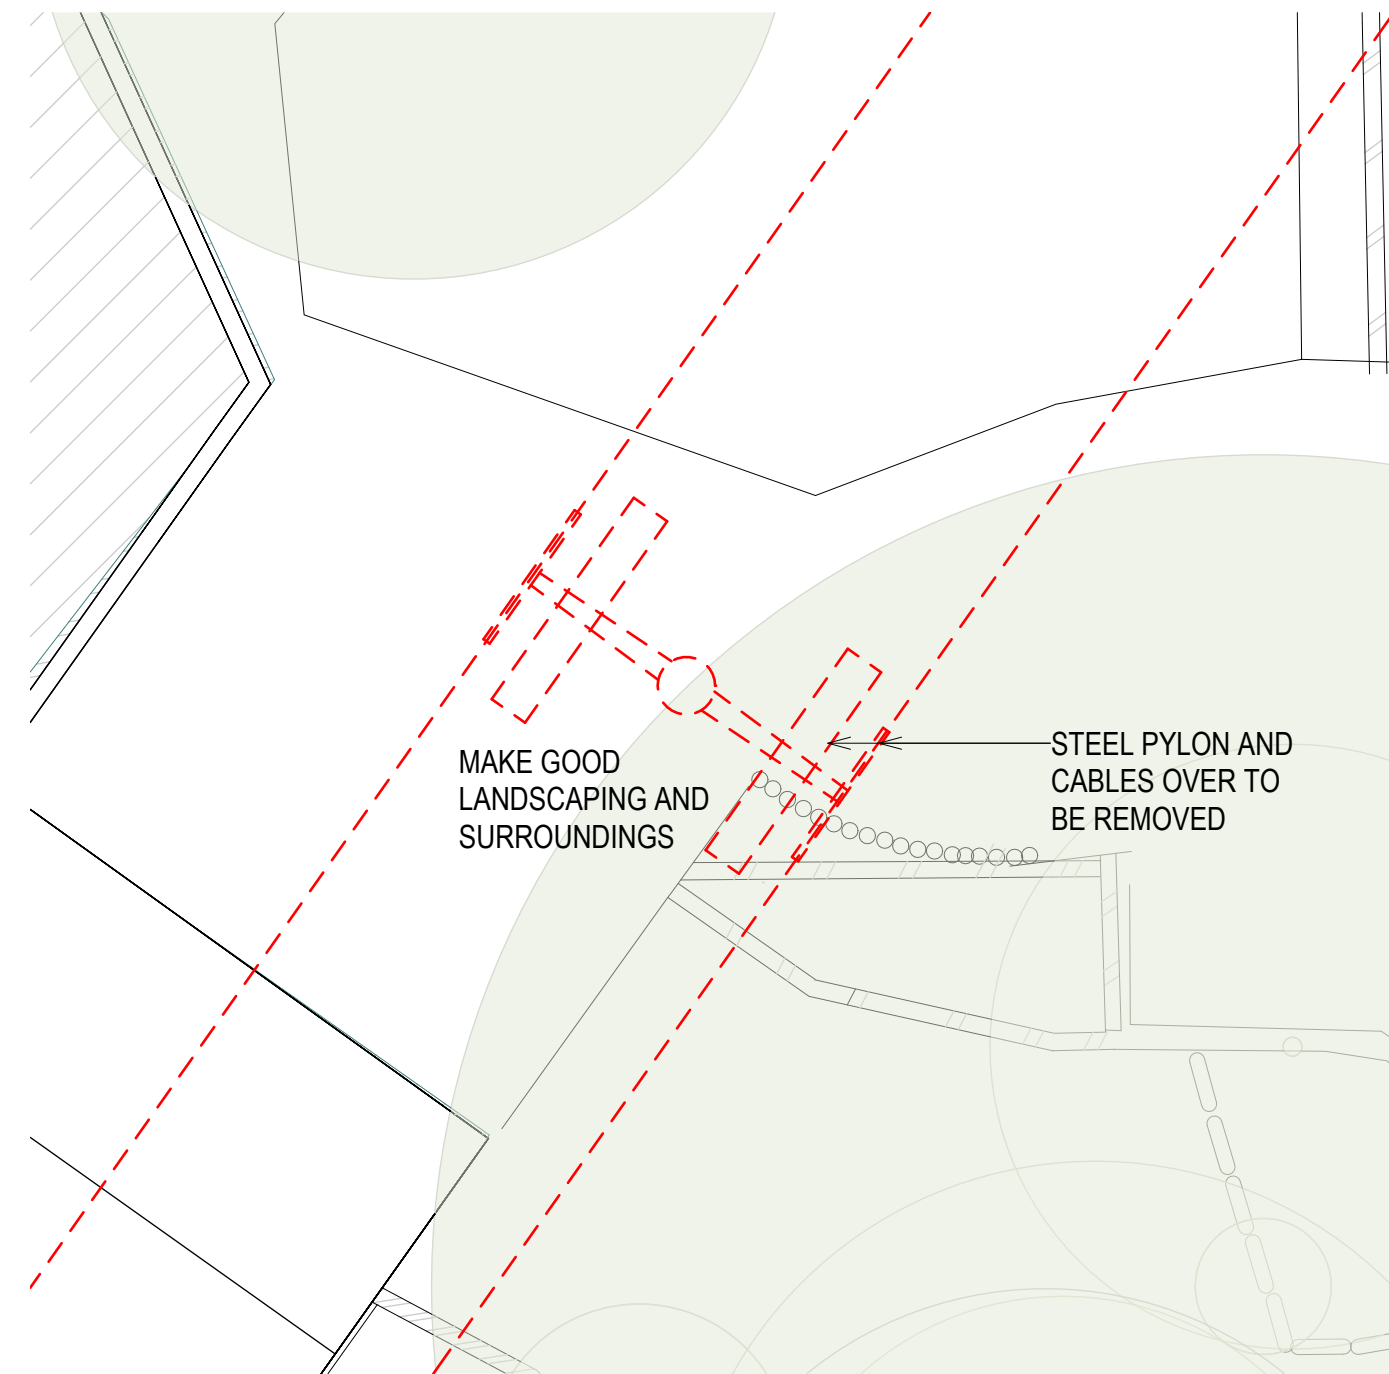 MAKE GOOD
LANDSCAPING AND
SURROUNDINGS
STEEL PYLON AND
CABLES OVER TO
BE REMOVED